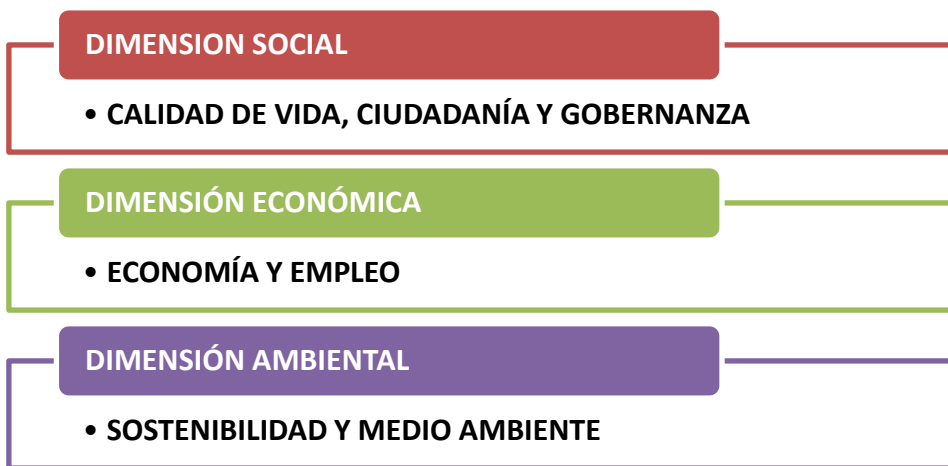 DIMENSION SOCIAL
• CALIDAD DE VIDA, CIUDADANÍA Y GOBERNANZA
DIMENSIÓN ECONÓMICA
• ECONOMÍA Y EMPLEO
DIMENSIÓN AMBIENTAL
• SOSTENIBILIDAD Y MEDIO AMBIENTE